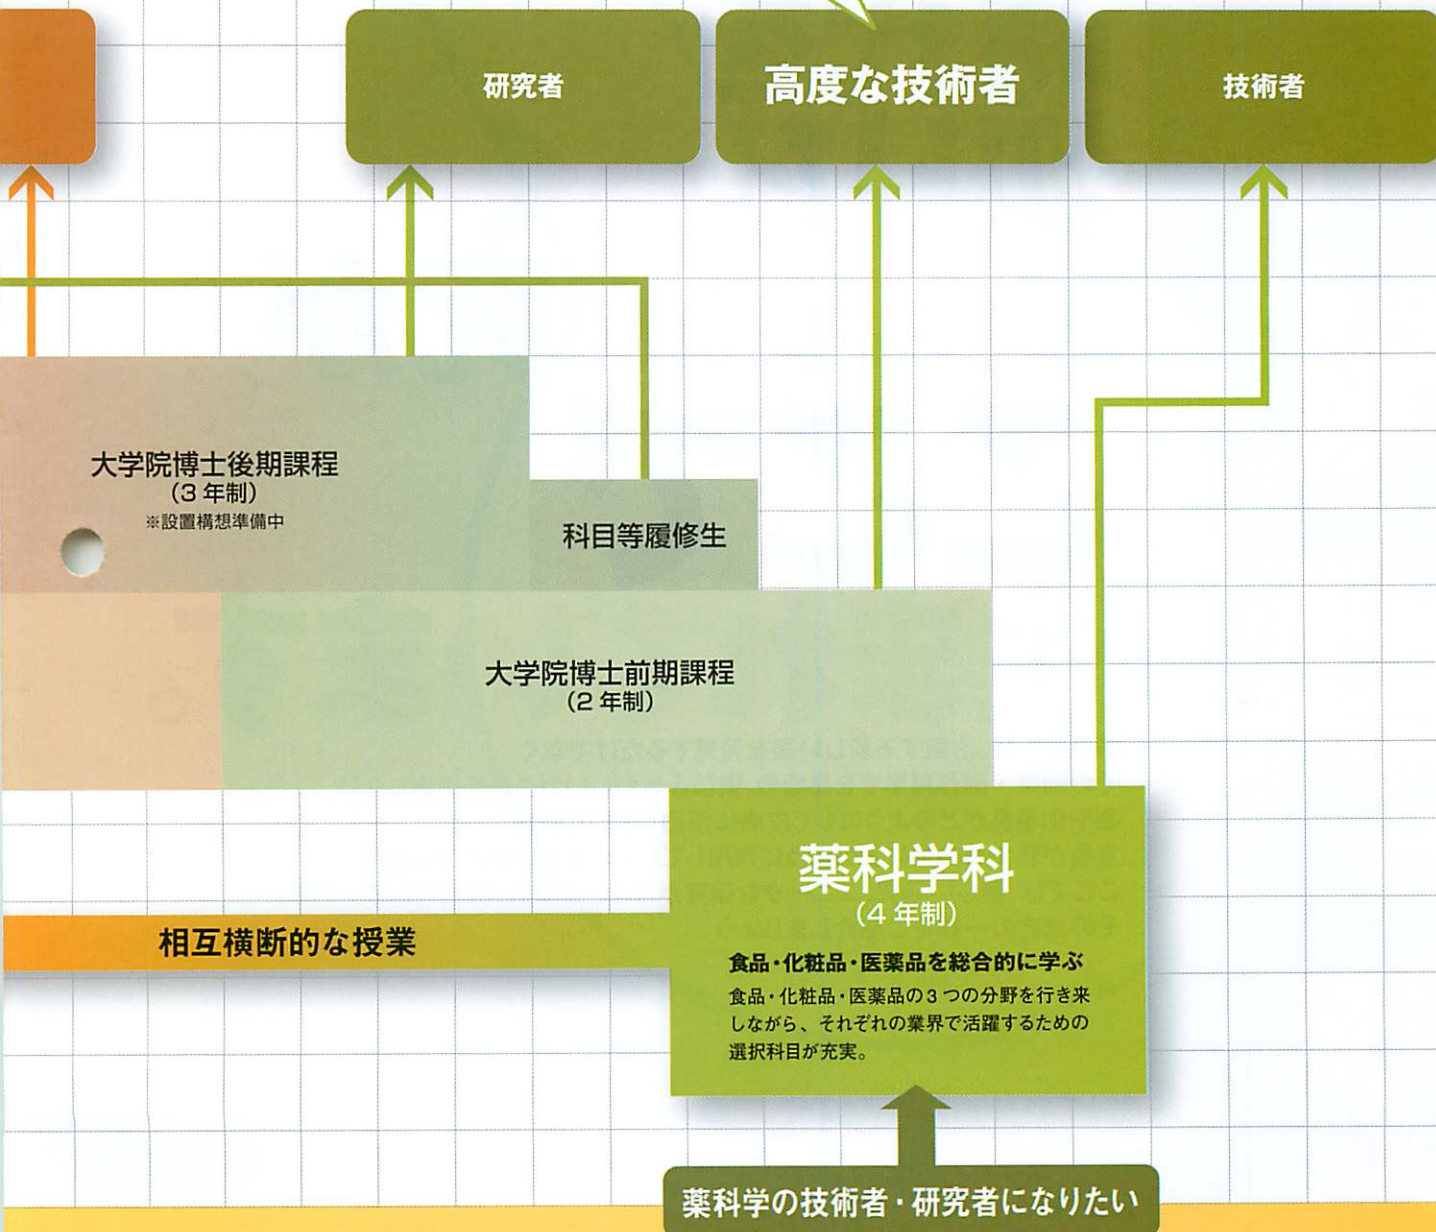 研究者
高度な技術者
技術者
大学院博士後期課程
（3 年制）
※設置構想準備中
科目等履修生
大学院博士前期課程
（2 年制）
薬科学科
（4 年制）
相互横断的な授業
食品・化粧品・医薬品を総合的に学ぶ
食品・化粧品・医薬品の3つの分野を行き来
しながら、それぞれの業界で活躍するための
選択科目が充実。
薬科学の技術者・研究者になりたい